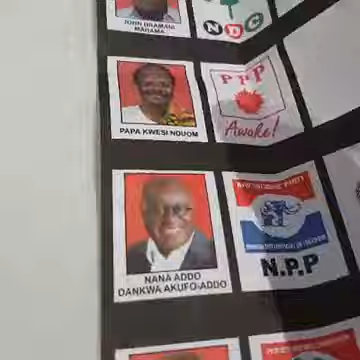 JOHN DRAMANI
MAHAMA
NDC
PAPA KWESI NDUOM
PPP
Awake!
NANA ADDO
DANKWA AKUFO-ADDO
N.P.P